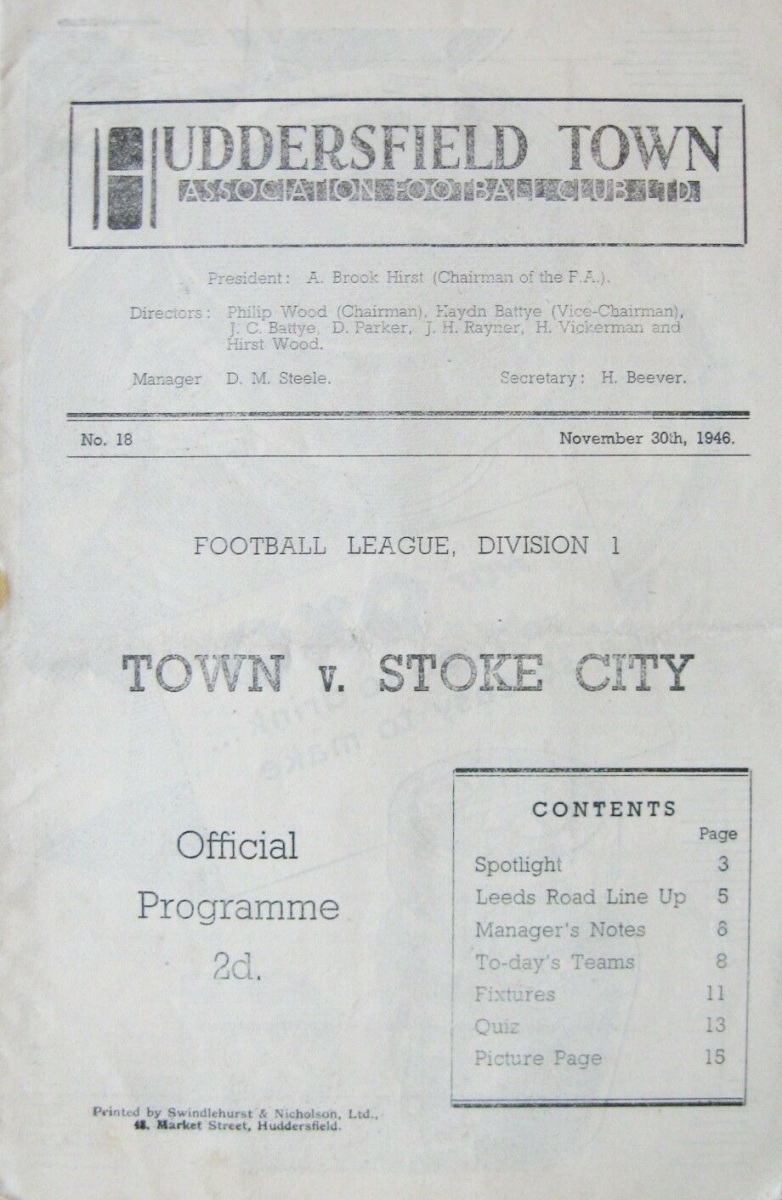 HUDDERSFIELD TOWN
ASSOCIATION FOOTBALL CLUB LTD.
President: A. Brook Hirst (Chairman of the F.A.).
Directors: Philip Wood (Chairman), Haydn Battye (Vice-Chairman),
J. C. Battye, D. Parker, J. H. Rayner, H. Vickerman and
Hirst Wood.
Manager D. M. Steele. Secretary: H. Beever.
No. 18 November 30th, 1946.
FOOTBALL LEAGUE, DIVISION 1
TOWN v. STOKE CITY
Official
Programme
2d.
CONTENTS
Page
Spotlight 3
Leeds Road Line Up 5
Manager's Notes
To-day's Teams 8
Fixtures 11
Quiz 13
Picture Page 15
Printed by Swindlehurst & Nicholson, Ltd.,
Market Street, Huddersfield.